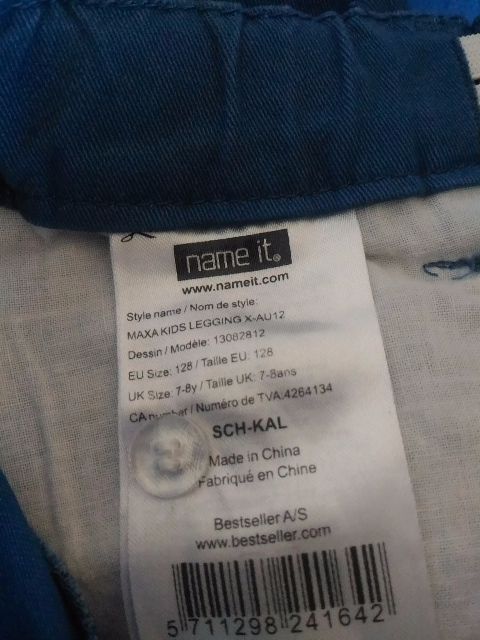 name it.
www.nameit.com
Style name / Nom de style:
MAXA KIDS LEGGING X-AU12
Dessin / Modèle: 13082812
EU Size: 128 / Taille EU: 128
UK Size: 7-8y / Taille UK: 7-8ans
CA number / Numéro de TVA:4264134
SCH-KAL
Made in China
Fabriqué en Chine
Bestseller A/S
www.bestseller.com
5 711298 241642